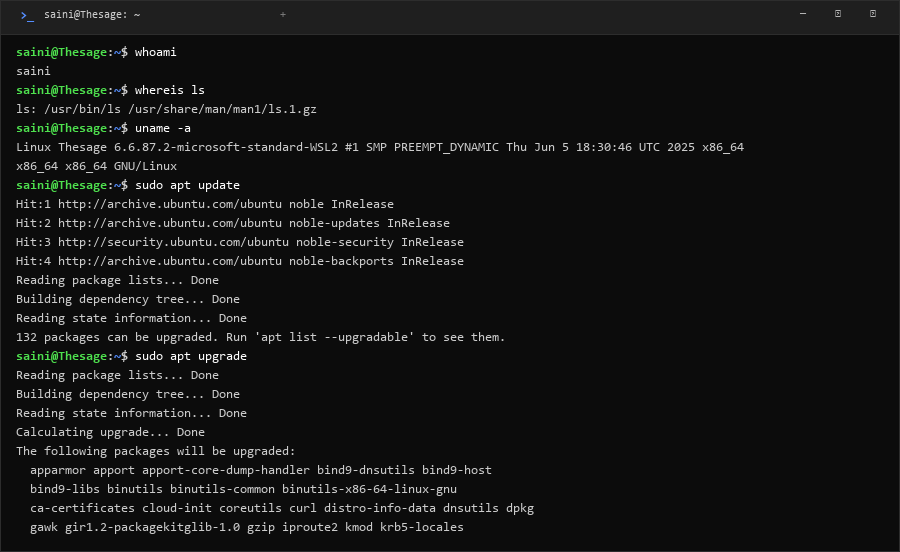 saini@Thesage: ~
saini@Thesage:~$ whoami
saini
saini@Thesage:~$ whereis ls
ls: /usr/bin/ls /usr/share/man/man1/ls.1.gz
saini@Thesage:~$ uname -a
Linux Thesage 6.6.87.2-microsoft-standard-WSL2 #1 SMP PREEMPT_DYNAMIC Thu Jun 5 18:30:46 UTC 2025 x86_64
x86_64 x86_64 GNU/Linux
saini@Thesage:~$ sudo apt update
Hit:1 http://archive.ubuntu.com/ubuntu noble InRelease
Hit:2 http://archive.ubuntu.com/ubuntu noble-updates InRelease
Hit:3 http://security.ubuntu.com/ubuntu noble-security InRelease
Hit:4 http://archive.ubuntu.com/ubuntu noble-backports InRelease
Reading package lists... Done
Building dependency tree... Done
Reading state information... Done
132 packages can be upgraded. Run 'apt list --upgradable' to see them.
saini@Thesage:~$ sudo apt upgrade
Reading package lists... Done
Building dependency tree... Done
Reading state information... Done
Calculating upgrade... Done
The following packages will be upgraded:
  apparmor apport apport-core-dump-handler bind9-dnsutils bind9-host
  bind9-libs binutils binutils-common binutils-x86-64-linux-gnu
  ca-certificates cloud-init coreutils curl distro-info-data dnsutils dpkg
  gawk gir1.2-packagekitglib-1.0 gzip iproute2 kmod krb5-locales